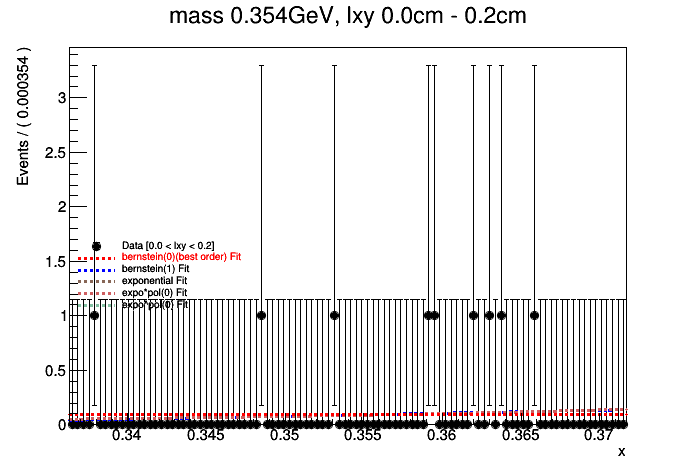 mass 0.354GeV, lxy 0.0cm - 0.2cm
Events / ( 0.000354 )
3
2.5
2
1.5
1
0.5
0
Data [0.0 < lxy < 0.2]
bernstein(0)(best order) Fit
bernstein(1) Fit
exponential Fit
expo*pol(0) Fit
expo*pol(0) Fit
0.34 0.345 0.35 0.355 0.36 0.365 0.37
x